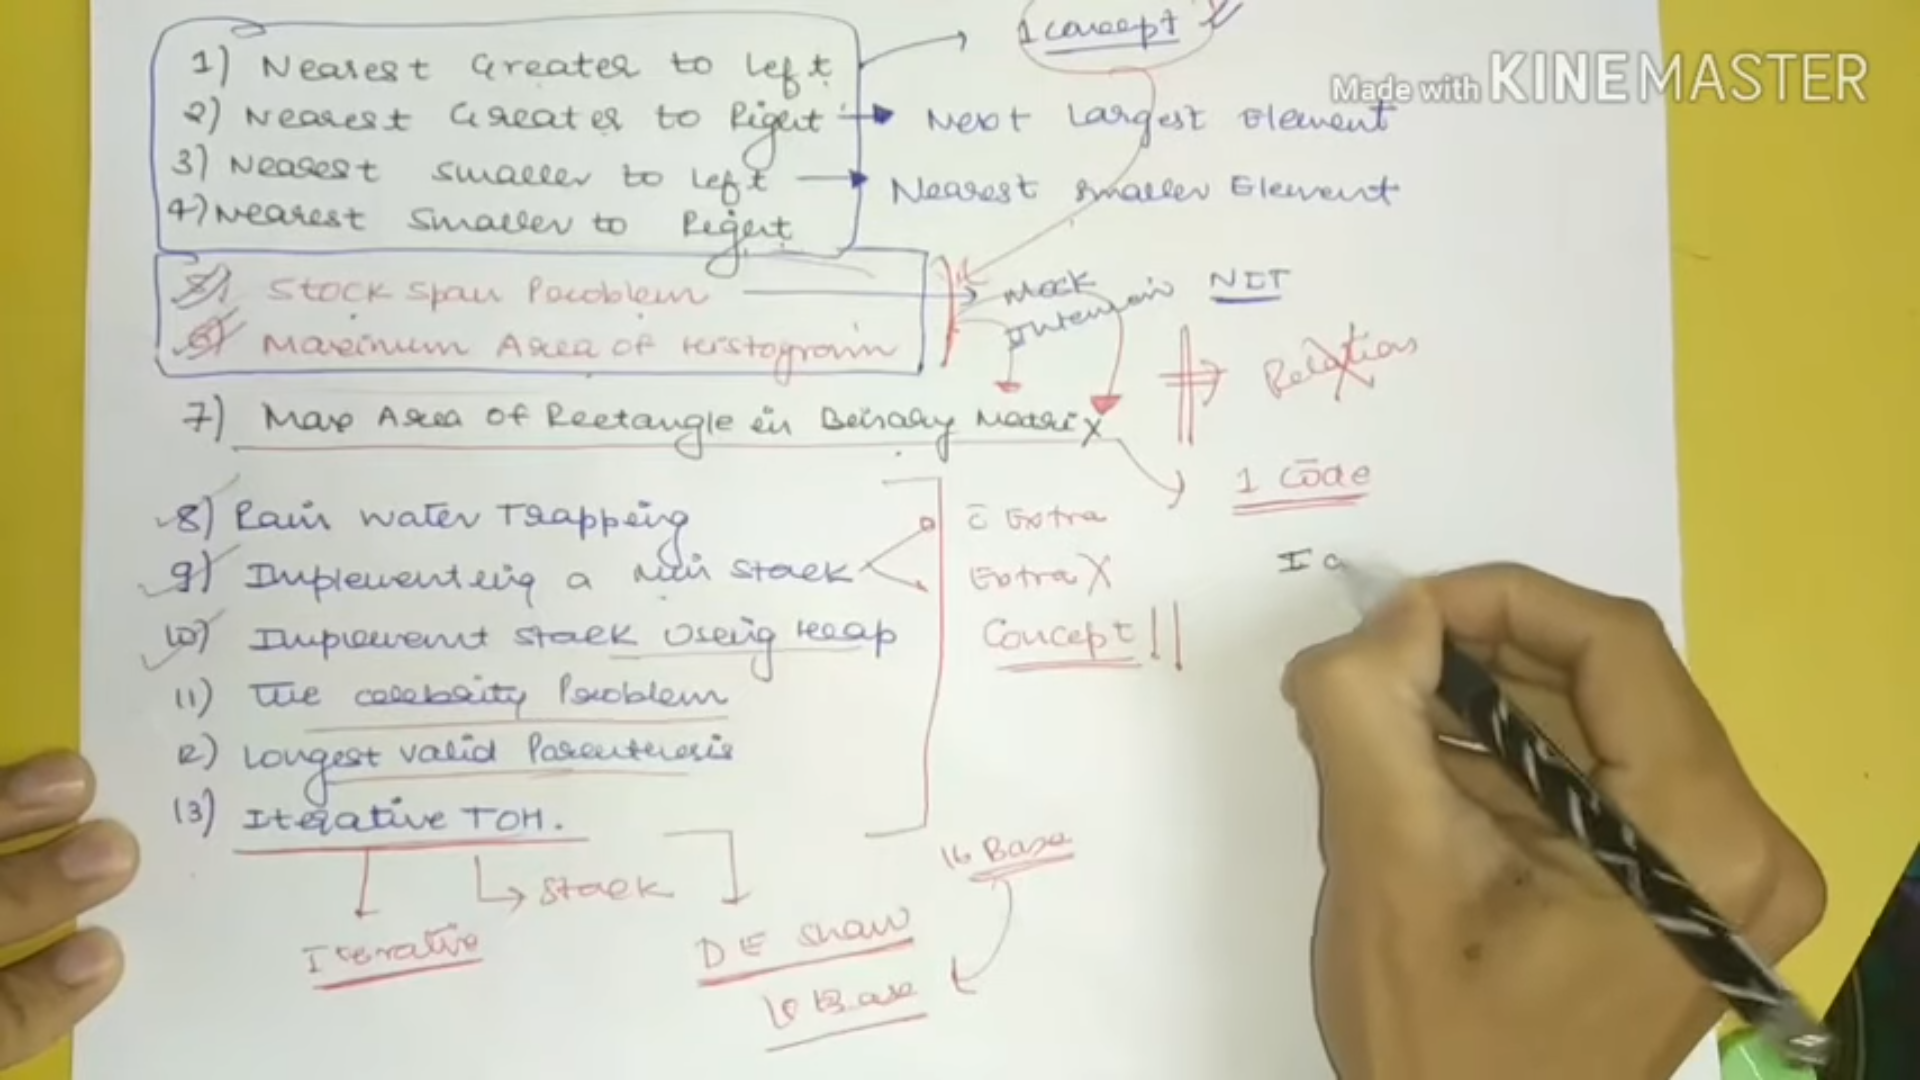 1 concept
Made with KINEMASTER
1) Nearest Greater to left
2) Nearest Greater to Right → Next Largest Element
3) Nearest smaller to left → Nearest smaller Element
4) Nearest smaller to Right
5) Stock span Problem → Mock Interview NIT
6) Maximum Area of Histogram
Relation
7) Max Area of Rectangle in Binary Matrix
1 Code
8) Rain water Trapping
c̄ Extra
9) Implementing a Min stack
Extra X
I a
10) Implement stack using heap
Concept !!
11) The celebrity Problem
12) Longest valid Parenthesis
13) Iterative TOH.
16 Base
→ Stack
Iterative
DE Shaw
Base